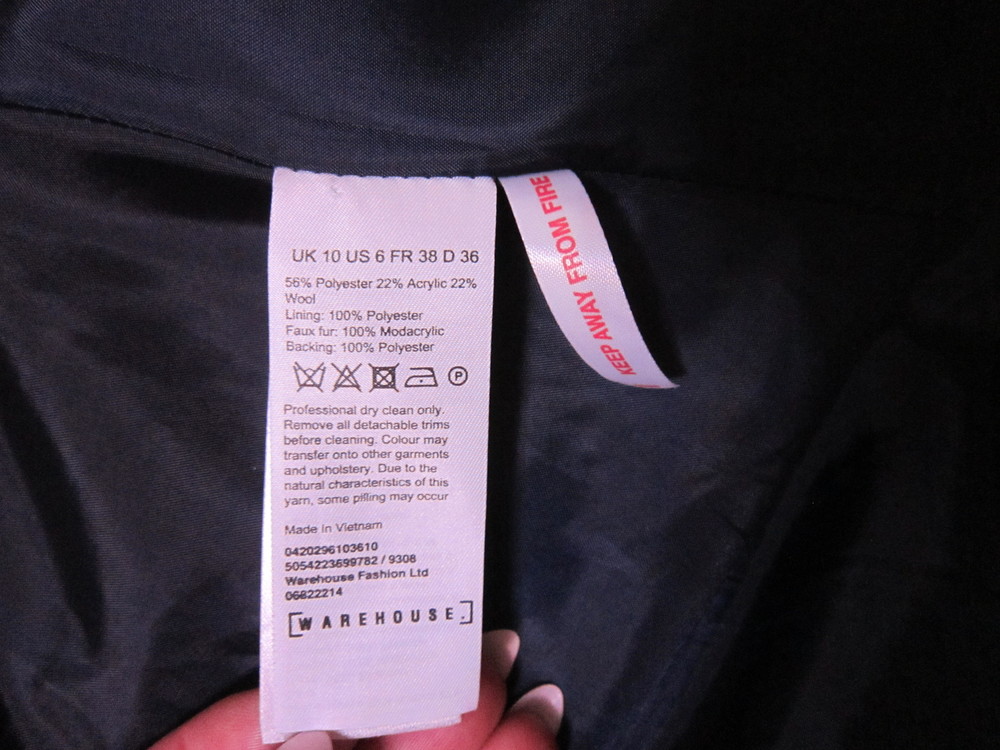 UK 10 US 6 FR 38 D 36
56% Polyester 22% Acrylic 22%
Wool
Lining: 100% Polyester
Faux fur: 100% Modacrylic
Backing: 100% Polyester
P
Professional dry clean only.
Remove all detachable trims
before cleaning. Colour may
transfer onto other garments
and upholstery. Due to the
natural characteristics of this
yarn, some pilling may occur
Made In Vietnam
0420296103610
5054223699782 / 9308
Warehouse Fashion Ltd
06822214
[WAREHOUSE.]
KEEP AWAY FROM FIRE